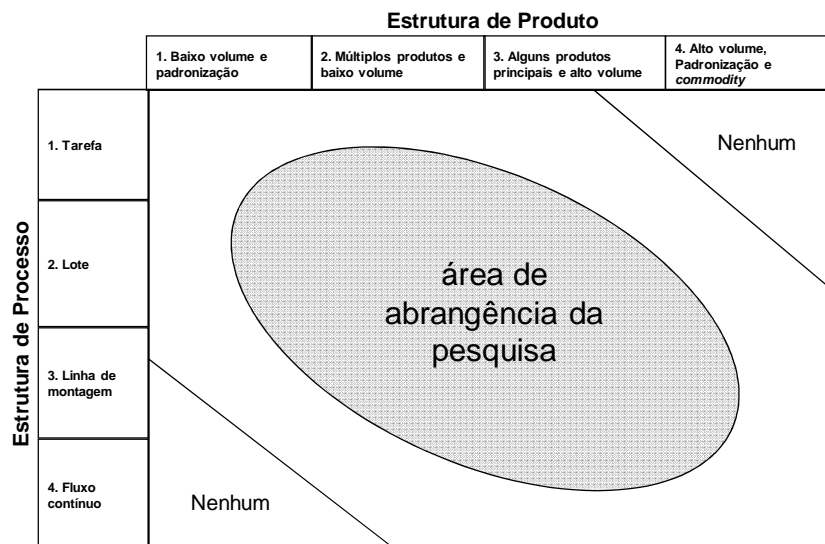 Estrutura de Produto
1. Baixo volume e
padronização
2. Múltiplos produtos e
baixo volume
3. Alguns produtos
principais e alto volume
4. Alto volume,
Padronização e
commodity
Estrutura de Processo
1. Tarefa
2. Lote
3. Linha de
montagem
4. Fluxo
contínuo
Nenhum
área de
abrangência da
pesquisa
Nenhum